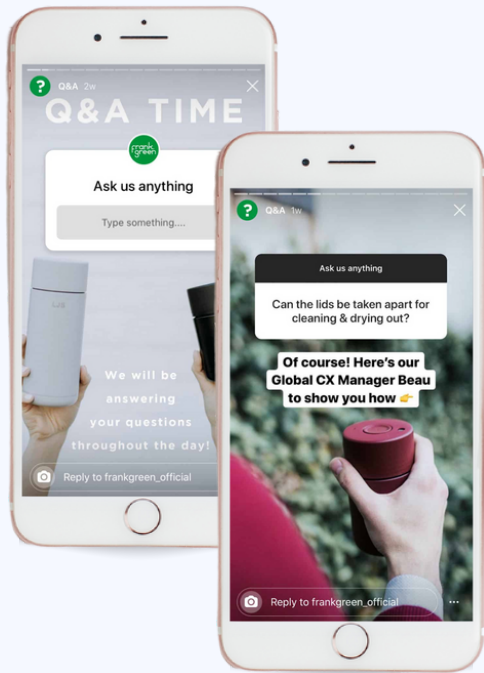 ?
Q&A 2w
Q&A TIME
frank
green
Ask us anything
Type something....
We will be
answering
your questions
throughout the day!
Reply to frankgreen_official
?
Q&A 1w
Ask us anything
Can the lids be taken apart for
cleaning & drying out?
Of course! Here's our
Global CX Manager Beau
to show you how 👉
Reply to frankgreen_official